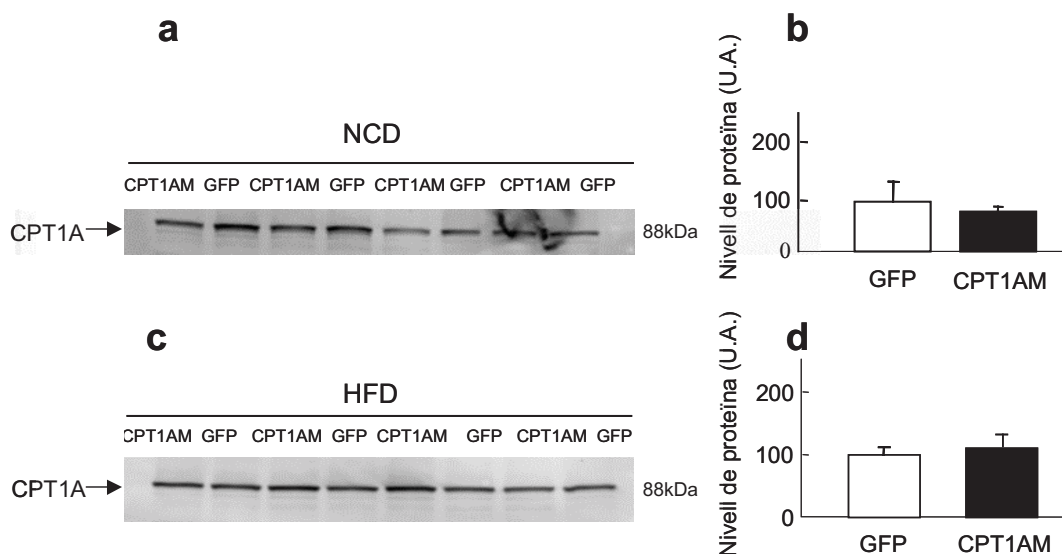 a
NCD
CPT1AM GFP CPT1AM GFP CPT1AM GFP CPT1AM GFP
CPT1A
88kDa
b
Nivell de proteïna (U.A.)
200
100
0
GFP CPT1AM
c
HFD
CPT1AM GFP CPT1AM GFP CPT1AM GFP CPT1AM GFP
CPT1A
88kDa
d
Nivell de proteïna (U.A.)
200
100
0
GFP CPT1AM